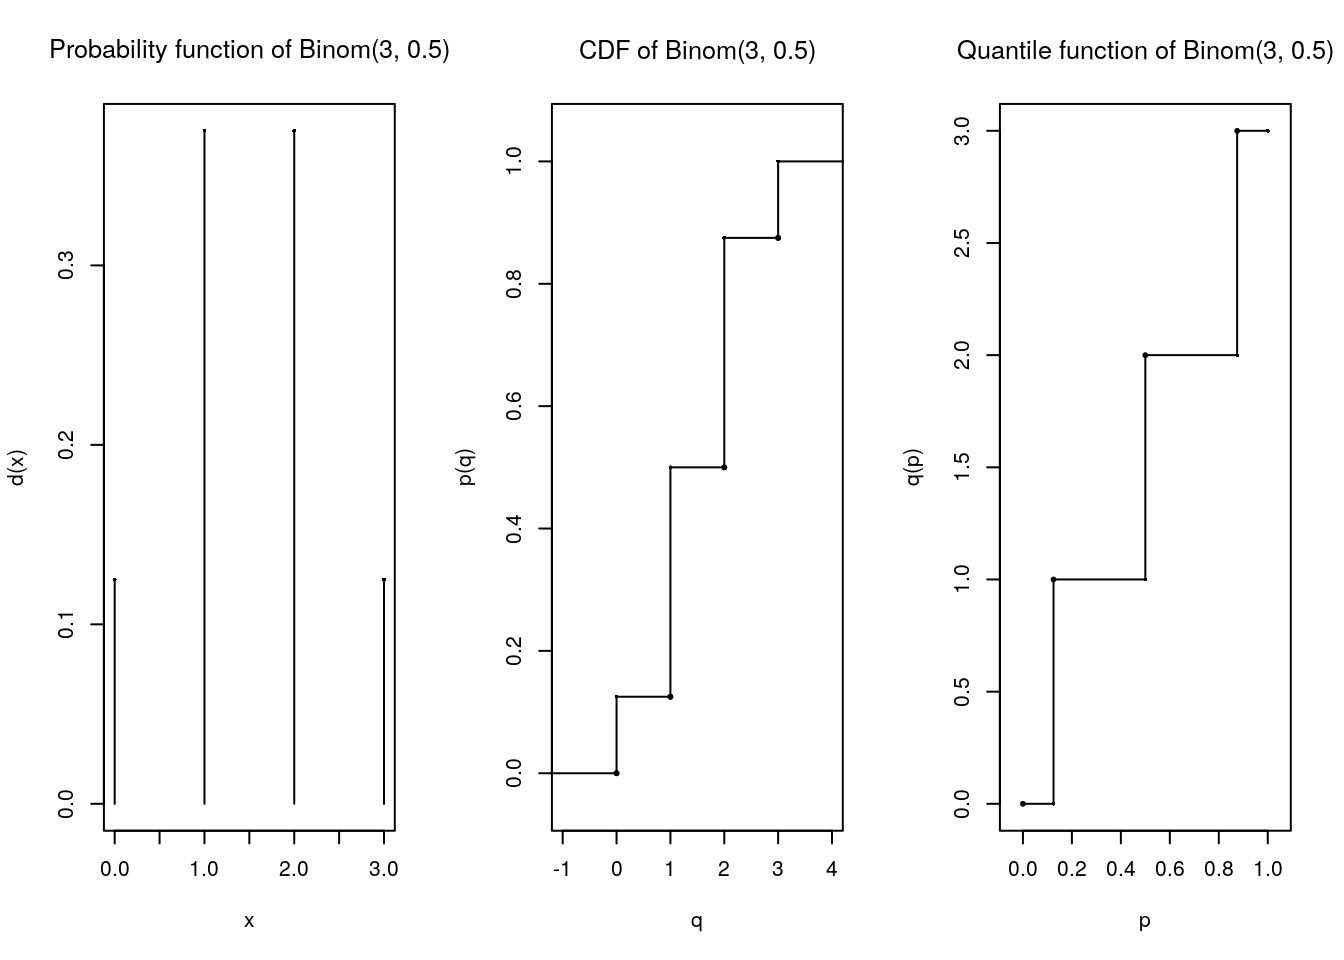 Probability function of Binom(3, 0.5)
d(x)
0.3
0.2
0.1
0.0
0.0 1.0 2.0 3.0
x
CDF of Binom(3, 0.5)
p(q)
1.0
0.8
0.6
0.4
0.2
0.0
-1 0 1 2 3 4
q
Quantile function of Binom(3, 0.5)
q(p)
3.0
2.5
2.0
1.5
1.0
0.5
0.0
0.0 0.2 0.4 0.6 0.8 1.0
p